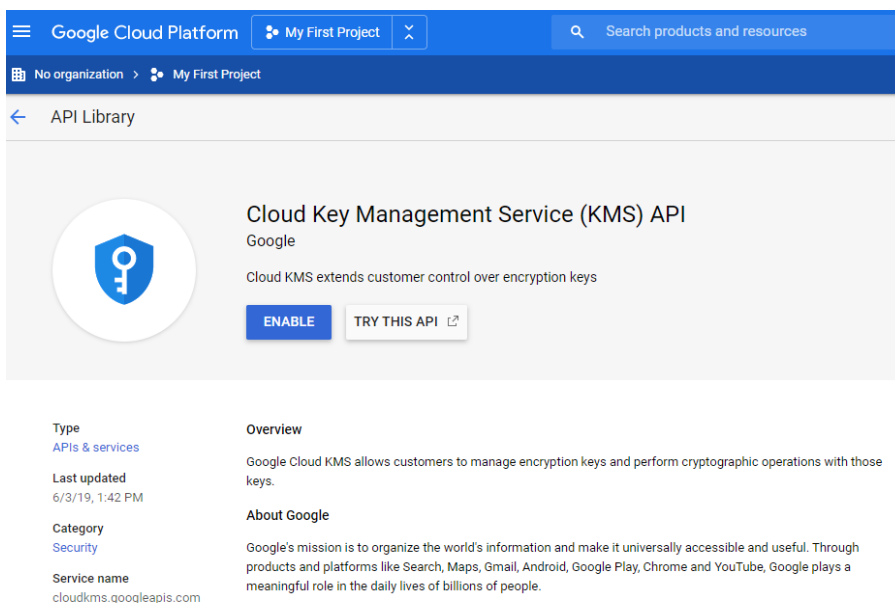 Google Cloud Platform My First Project Search products and resources
No organization > My First Project
API Library
Cloud Key Management Service (KMS) API
Google
Cloud KMS extends customer control over encryption keys
ENABLE TRY THIS API
Type
APIs & services
Last updated
6/3/19, 1:42 PM
Category
Security
Service name
cloudkms.googleapis.com
Overview
Google Cloud KMS allows customers to manage encryption keys and perform cryptographic operations with those
keys.
About Google
Google's mission is to organize the world's information and make it universally accessible and useful. Through
products and platforms like Search, Maps, Gmail, Android, Google Play, Chrome and YouTube, Google plays a
meaningful role in the daily lives of billions of people.